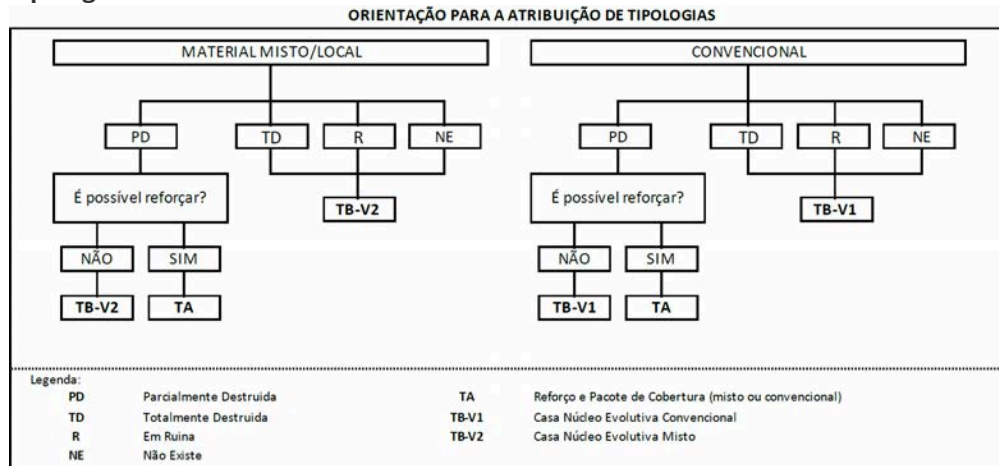 ORIENTAÇÃO PARA A ATRIBUIÇÃO DE TIPOLOGIAS
MATERIAL MISTO/LOCAL
CONVENCIONAL
PD
TD
R
NE
PD
TD
R
NE
É possível reforçar?
TB-V2
É possível reforçar?
TB-V1
NÃO
SIM
NÃO
SIM
TB-V2
TA
TB-V1
TA
Legenda:
PD Parcialmente Destruida TA Reforço e Pacote de Cobertura (misto ou convencional)
TD Totalmente Destruida TB-V1 Casa Núcleo Evolutiva Convencional
R Em Ruina TB-V2 Casa Núcleo Evolutiva Misto
NE Não Existe